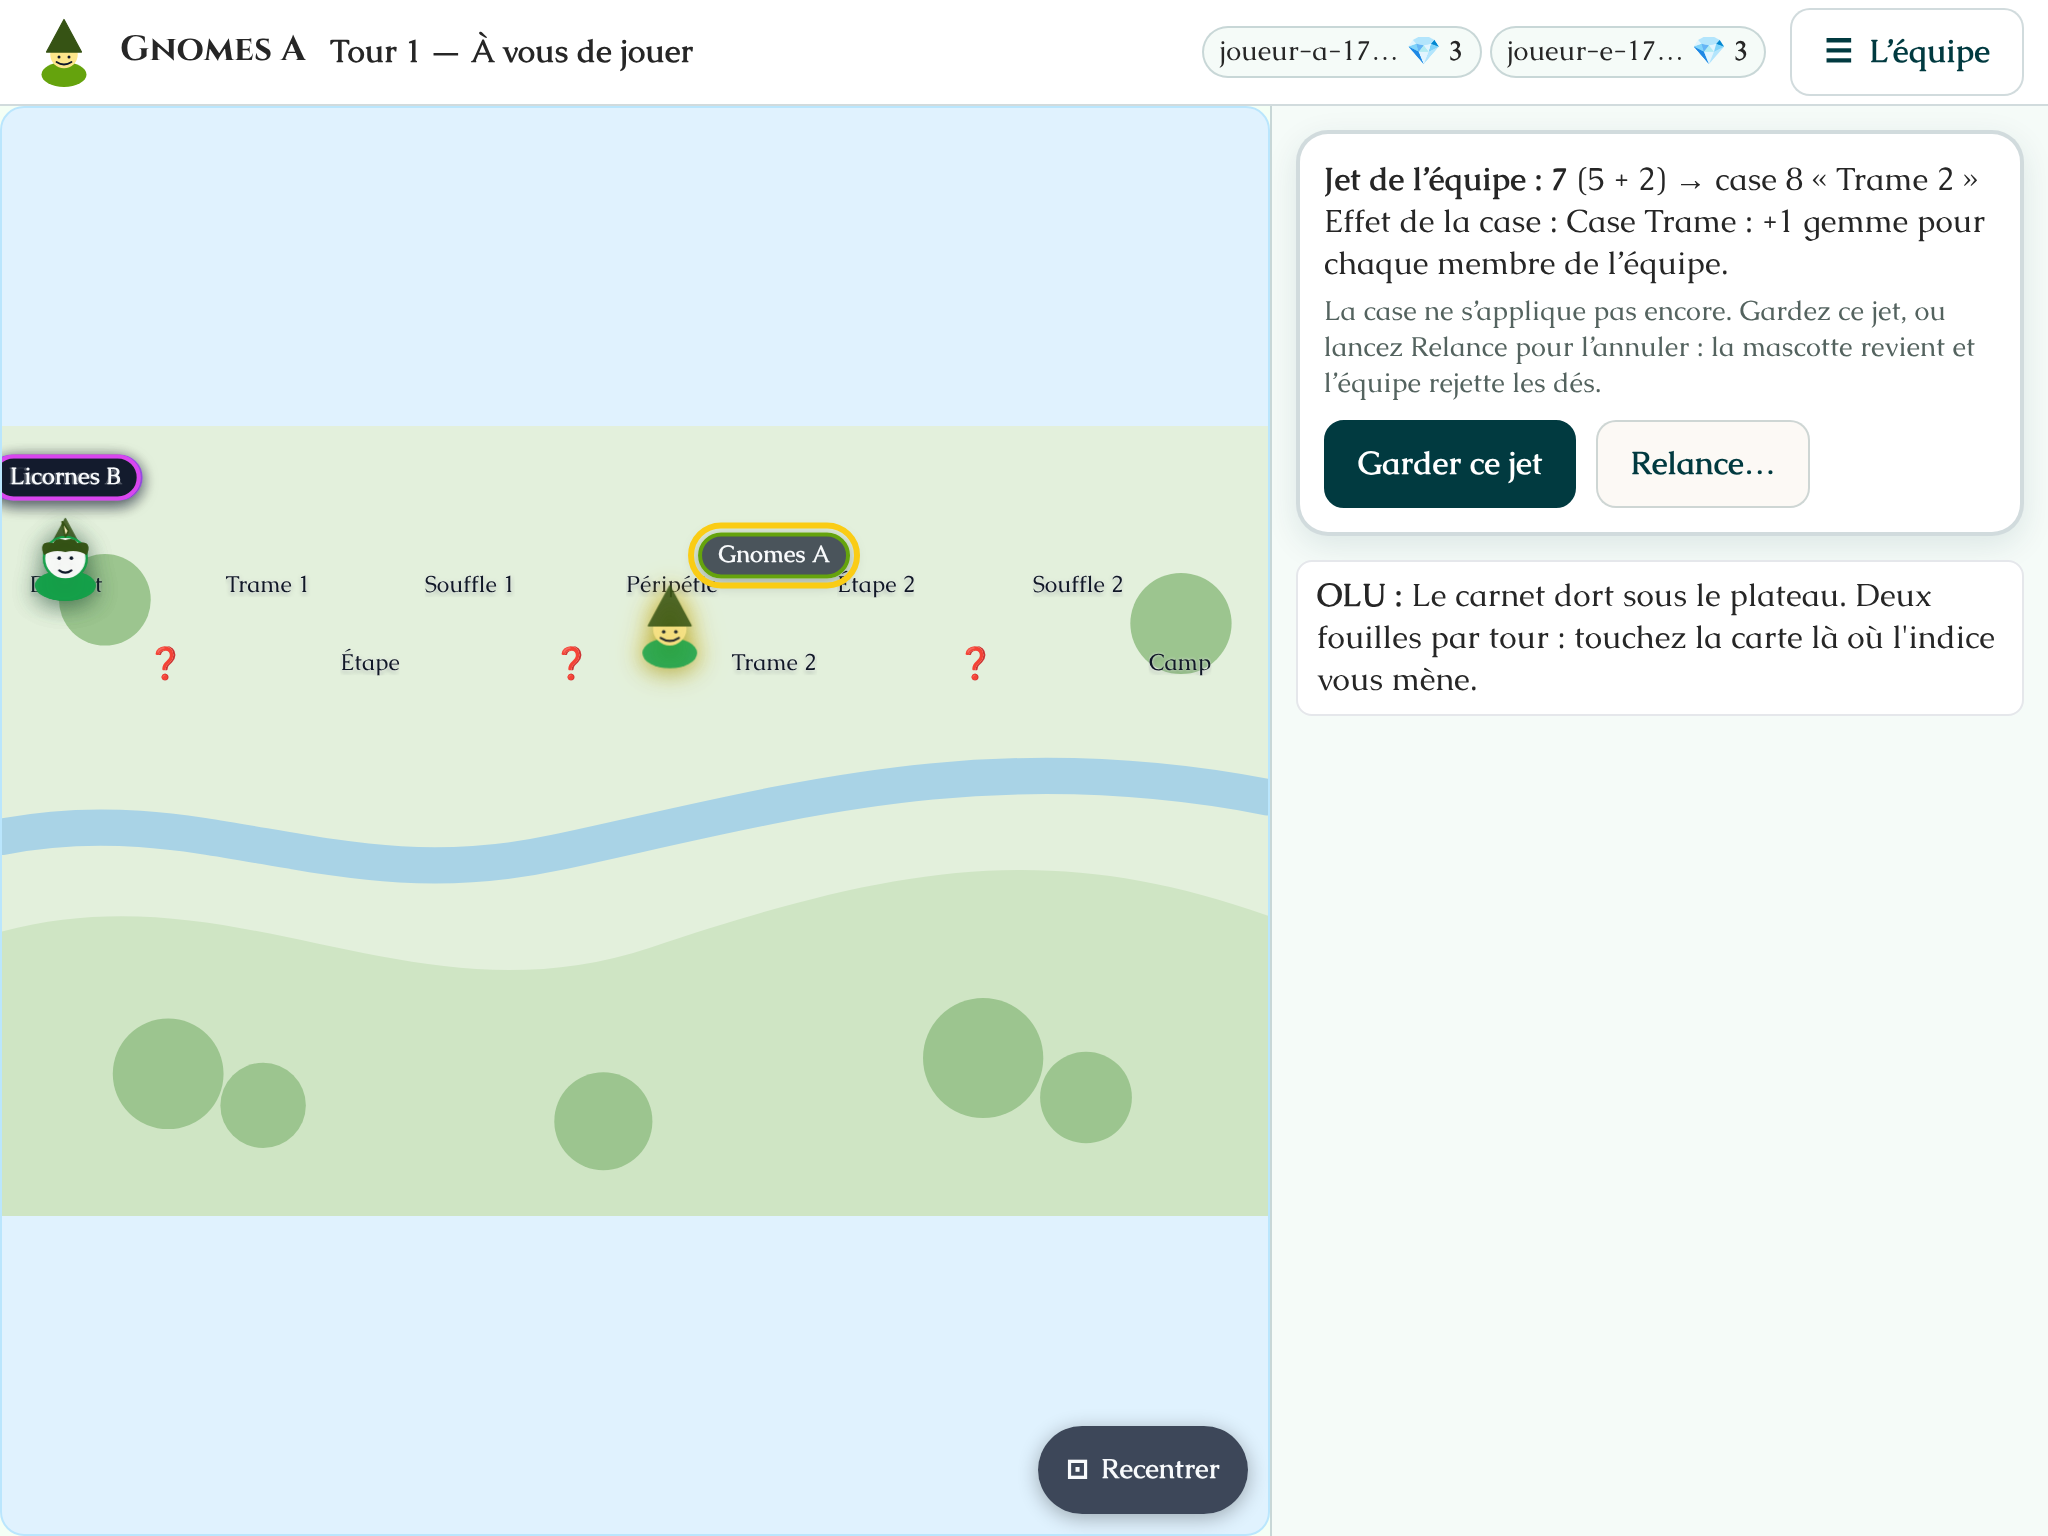 Gnomes A Tour 1 — À vous de jouer
joueur-a-17… 💎 3 joueur-e-17… 💎 3 ☰ L’équipe
Licornes B
Gnomes A
Trame 1 Souffle 1 Étape 2 Souffle 2
❓ Étape ❓ Trame 2 ❓ Camp
Recentrer
Jet de l’équipe : 7 (5 + 2) → case 8 « Trame 2 »
Effet de la case : Case Trame : +1 gemme pour
chaque membre de l’équipe.
La case ne s’applique pas encore. Gardez ce jet, ou
lancez Relance pour l’annuler : la mascotte revient et
l’équipe rejette les dés.
Garder ce jet Relance…
OLU : Le carnet dort sous le plateau. Deux
fouilles par tour : touchez la carte là où l'indice
vous mène.